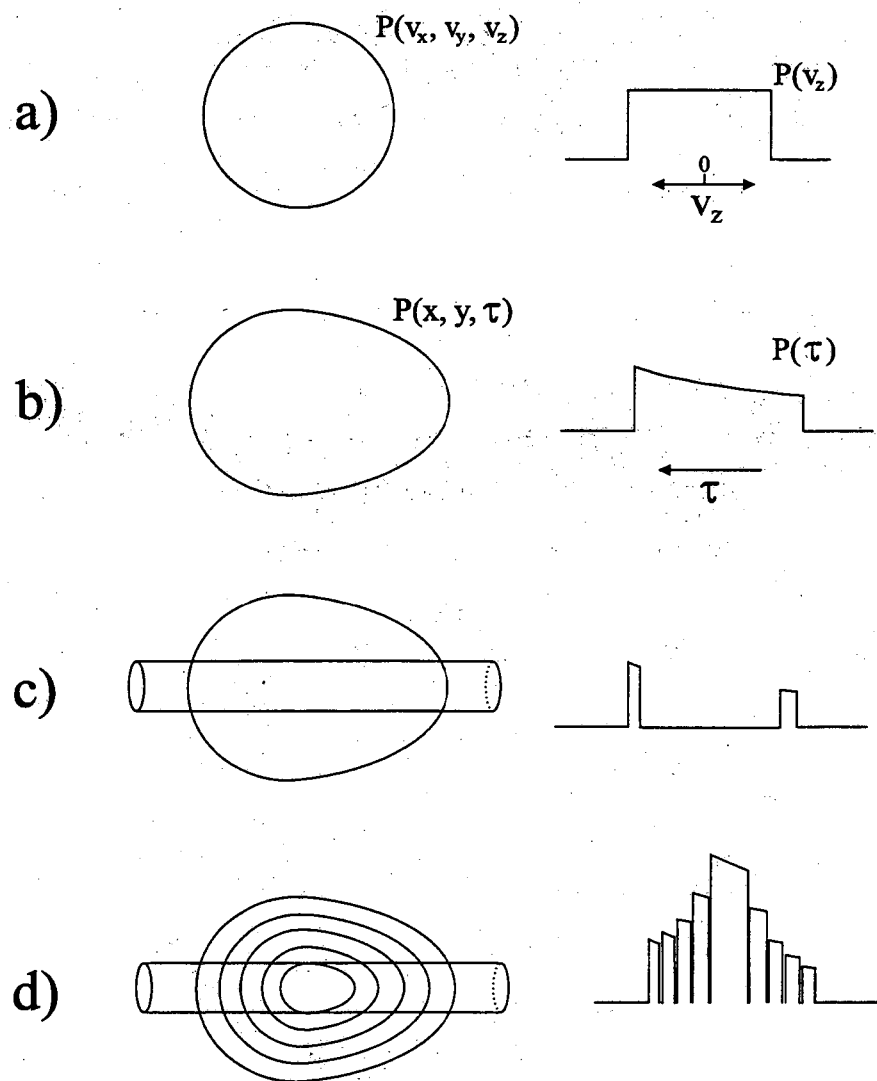 a)
P(vx, vy, vz)
P(vz)
0
Vz
b)
P(x, y, τ)
P(τ)
τ
c)
d)